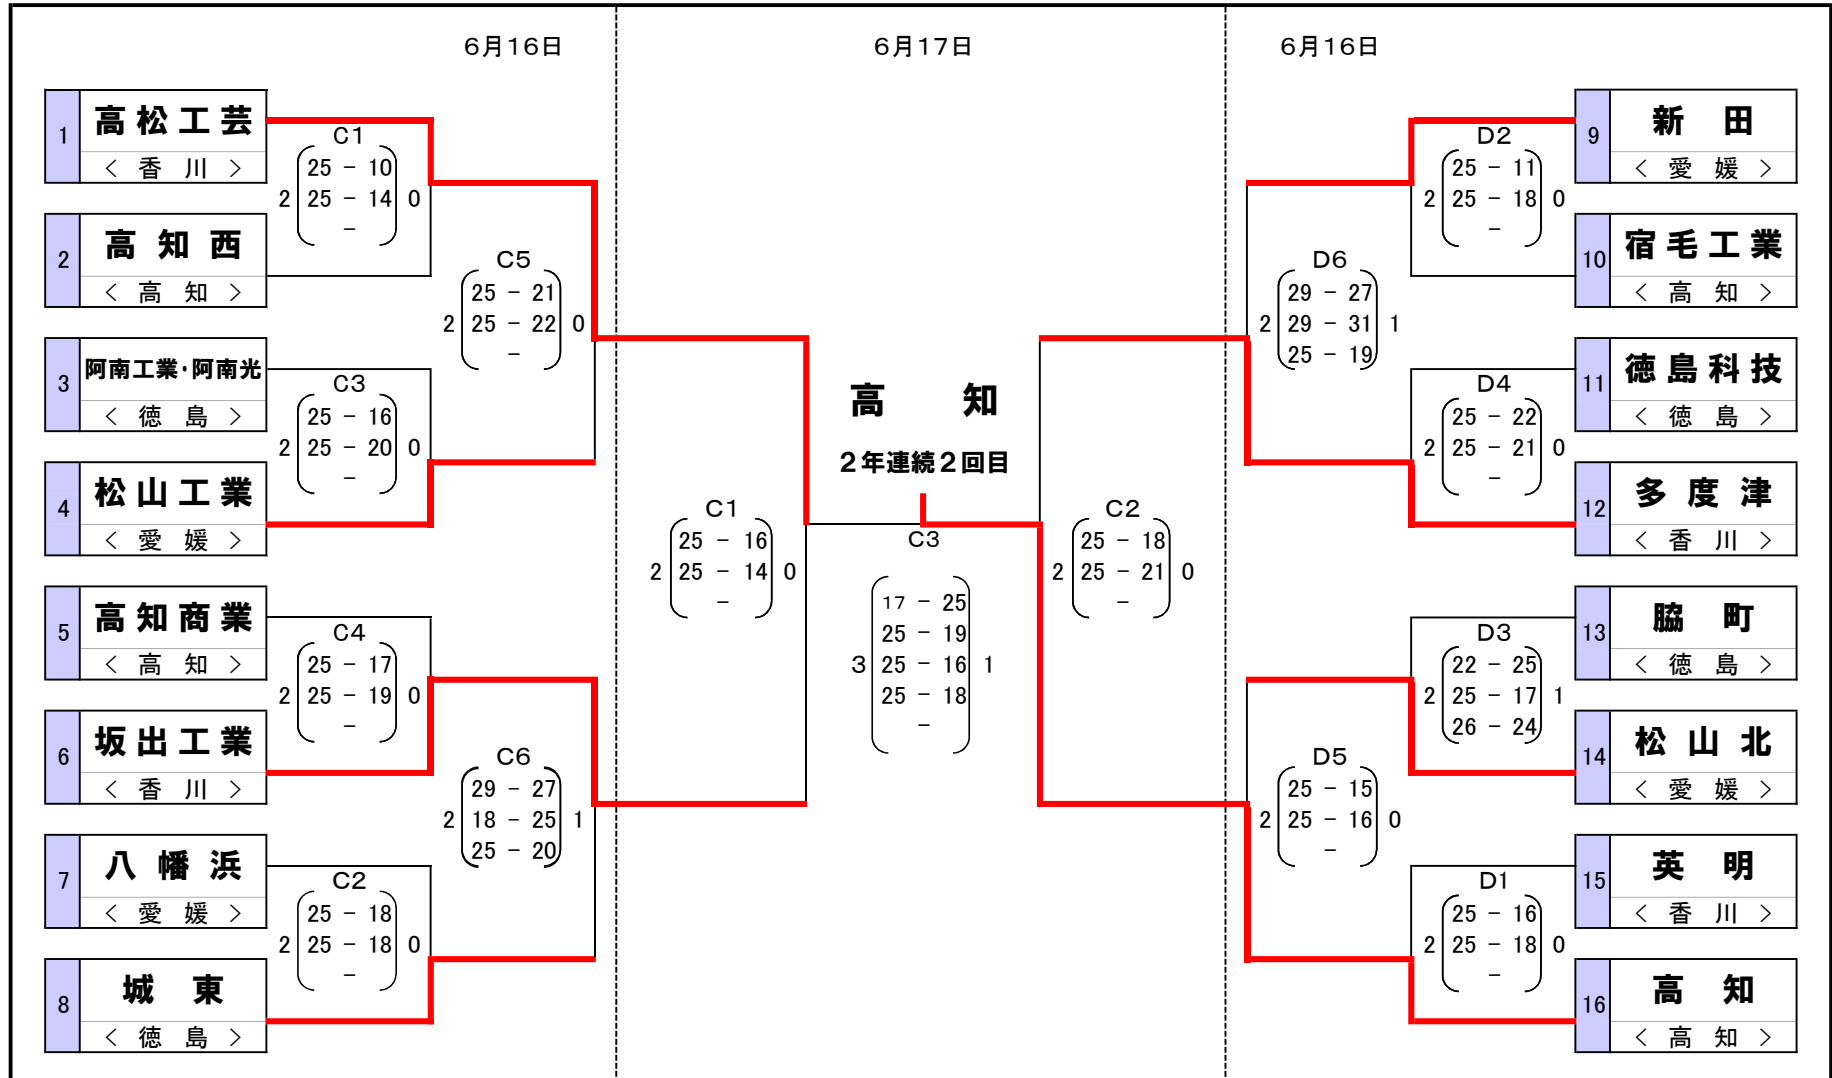 6月16日
6月17日
6月16日
1
高松工芸
＜ 香 川 ＞
2
高知西
＜ 高 知 ＞
3
阿南工業・阿南光
＜ 徳 島 ＞
4
松山工業
＜ 愛 媛 ＞
5
高知商業
＜ 高 知 ＞
6
坂出工業
＜ 香 川 ＞
7
八幡浜
＜ 愛 媛 ＞
8
城東
＜ 徳 島 ＞
C1
25 － 10
2 25 － 14 0
－
C3
25 － 16
2 25 － 20 0
－
C4
25 － 17
2 25 － 19 0
－
C2
25 － 18
2 25 － 18 0
－
C5
25 － 21
2 25 － 22 0
－
C6
29 － 27
2 18 － 25 1
25 － 20
C1
25 － 16
2 25 － 14 0
－
高知
2年連続2回目
C3
17 － 25
25 － 19
3 25 － 16 1
25 － 18
－
C2
25 － 18
2 25 － 21 0
－
D6
29 － 27
2 29 － 31 1
25 － 19
D5
25 － 15
2 25 － 16 0
－
D2
25 － 11
2 25 － 18 0
－
D4
25 － 22
2 25 － 21 0
－
D3
22 － 25
2 25 － 17 1
26 － 24
D1
25 － 16
2 25 － 18 0
－
9
新田
＜ 愛 媛 ＞
10
宿毛工業
＜ 高 知 ＞
11
徳島科技
＜ 徳 島 ＞
12
多度津
＜ 香 川 ＞
13
脇町
＜ 徳 島 ＞
14
松山北
＜ 愛 媛 ＞
15
英明
＜ 香 川 ＞
16
高知
＜ 高 知 ＞